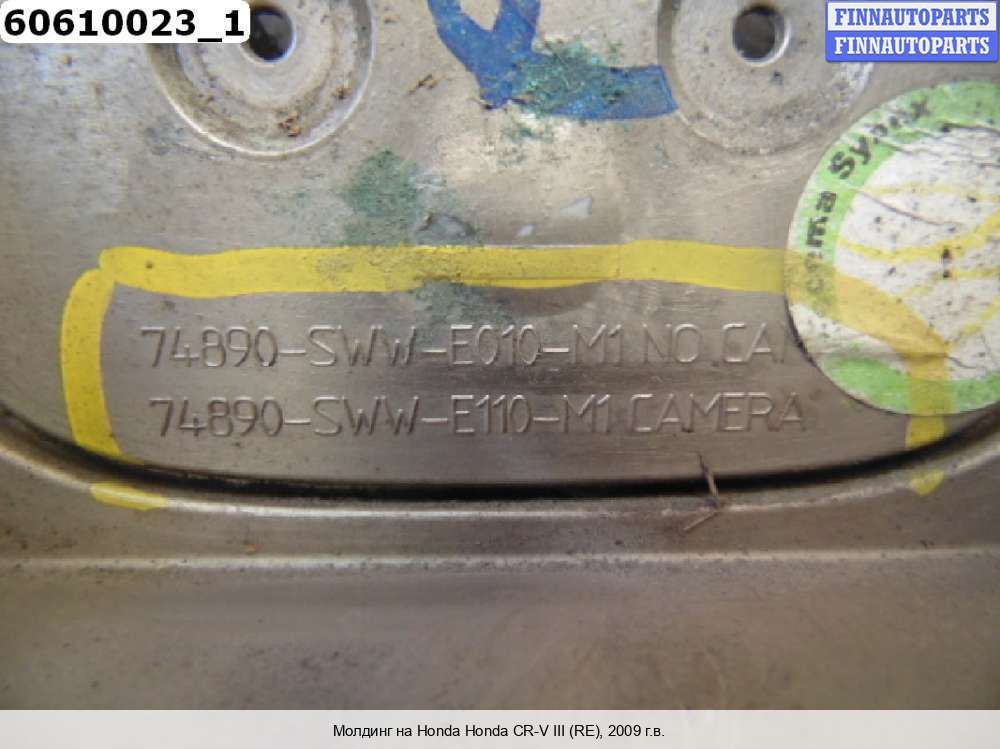 60610023_1
FINNAUTOPARTS
FINNAUTOPARTS
74890-SWW-E010-M1 NO CAM
74890-SWW-E110-M1 CAMERA
Молдинг на Honda Honda CR-V III (RE), 2009 г.в.